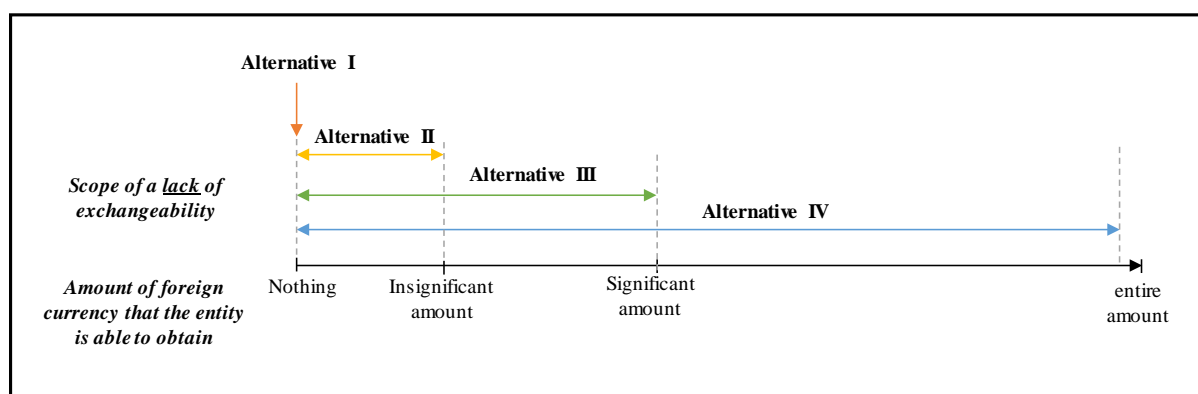 Alternative I
Alternative II
Scope of a lack of
exchangeability
Alternative III
Alternative IV
Amount of foreign
currency that the entity
is able to obtain
Nothing
Insignificant
amount
Significant
amount
entire
amount